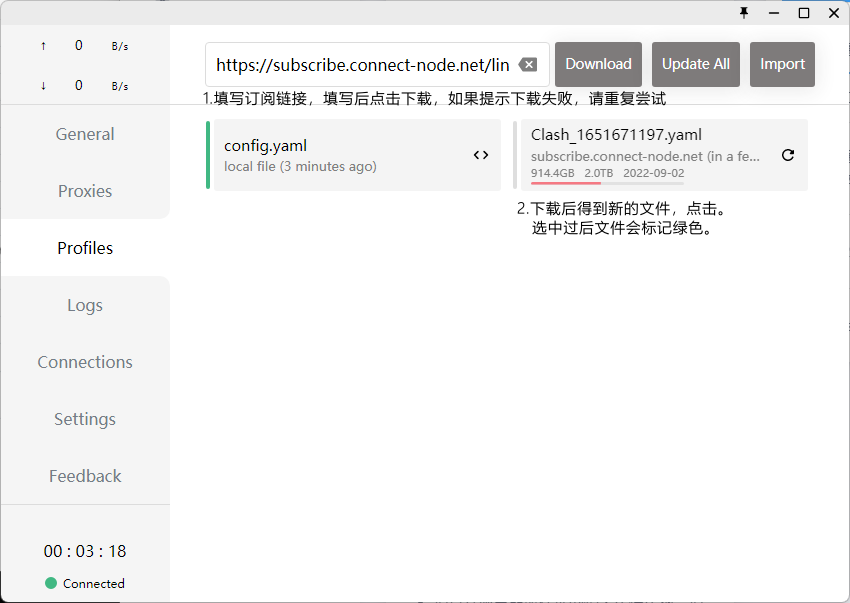 ↑ 0 B/s
↓ 0 B/s
https://subscribe.connect-node.net/lin
Download
Update All
Import
1.填写订阅链接，填写后点击下载，如果提示下载失败，请重复尝试
General
Proxies
Profiles
Logs
Connections
Settings
Feedback
00 : 03 : 18
Connected
config.yaml
local file (3 minutes ago)
Clash_1651671197.yaml
subscribe.connect-node.net (in a fe...
914.4GB 2.0TB 2022-09-02
2.下载后得到新的文件，点击。
选中过后文件会标记绿色。